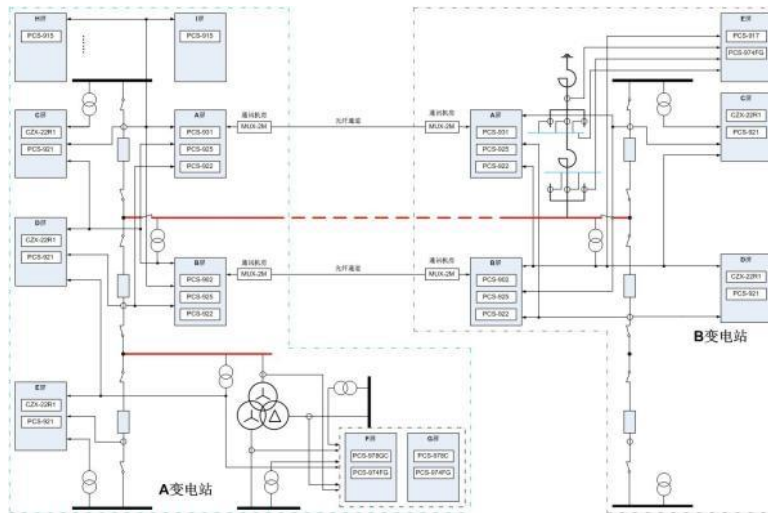 H屏
PCS-915
I屏
PCS-915
E屏
PCS-917
PCS-974FG
C屏
CZX-22R1
PCS-921
A屏
PCS-931
PCS-925
PCS-922
通讯机房
MUX-2M
光纤通道
通讯机房
MUX-2M
A屏
PCS-931
PCS-925
PCS-922
C屏
CZX-22R1
PCS-921
D屏
CZX-22R1
PCS-921
B屏
PCS-902
PCS-925
PCS-922
通讯机房
MUX-2M
光纤通道
通讯机房
MUX-2M
B屏
PCS-902
PCS-925
PCS-922
D屏
CZX-22R1
PCS-921
B变电站
E屏
CZX-22R1
PCS-921
F屏
PCS-978GC
PCS-974FG
G屏
PCS-978C
PCS-974FG
A变电站